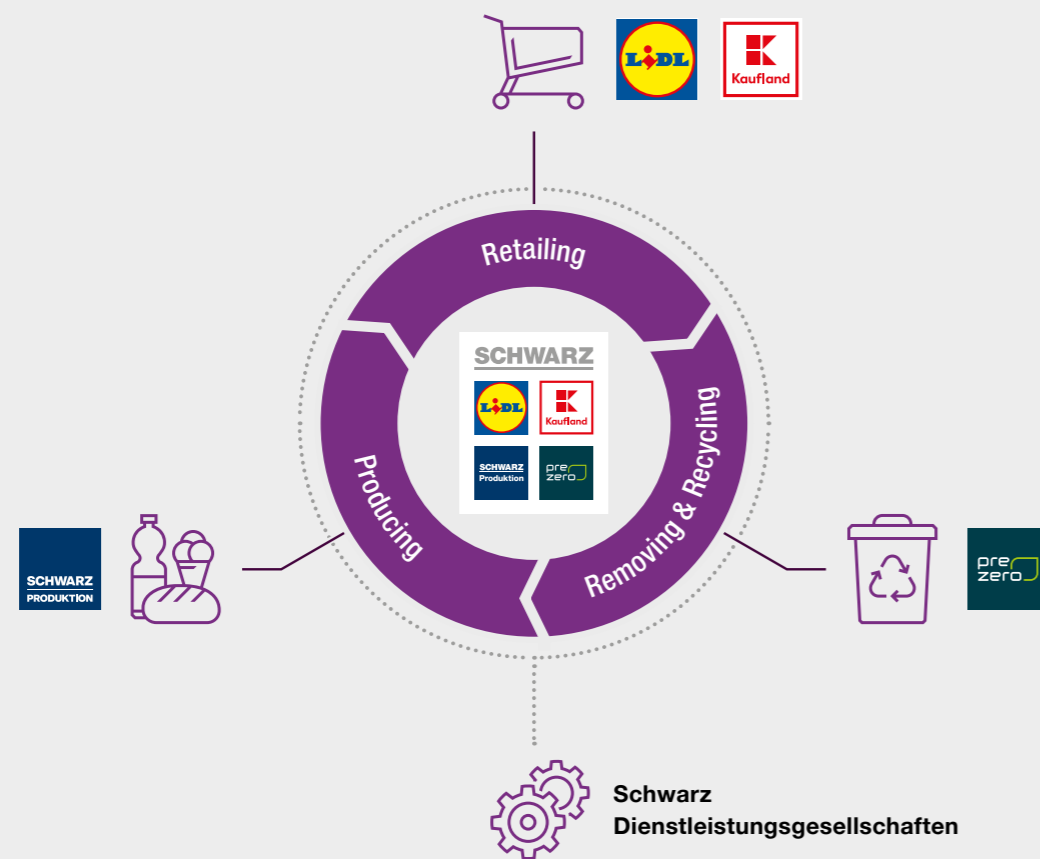 LIDL
Kaufland
Retailing
SCHWARZ
LIDL
Kaufland
SCHWARZ
Produktion
pre
zero
Producing
Removing & Recycling
SCHWARZ
PRODUKTION
pre
zero
Schwarz
Dienstleistungsgesellschaften